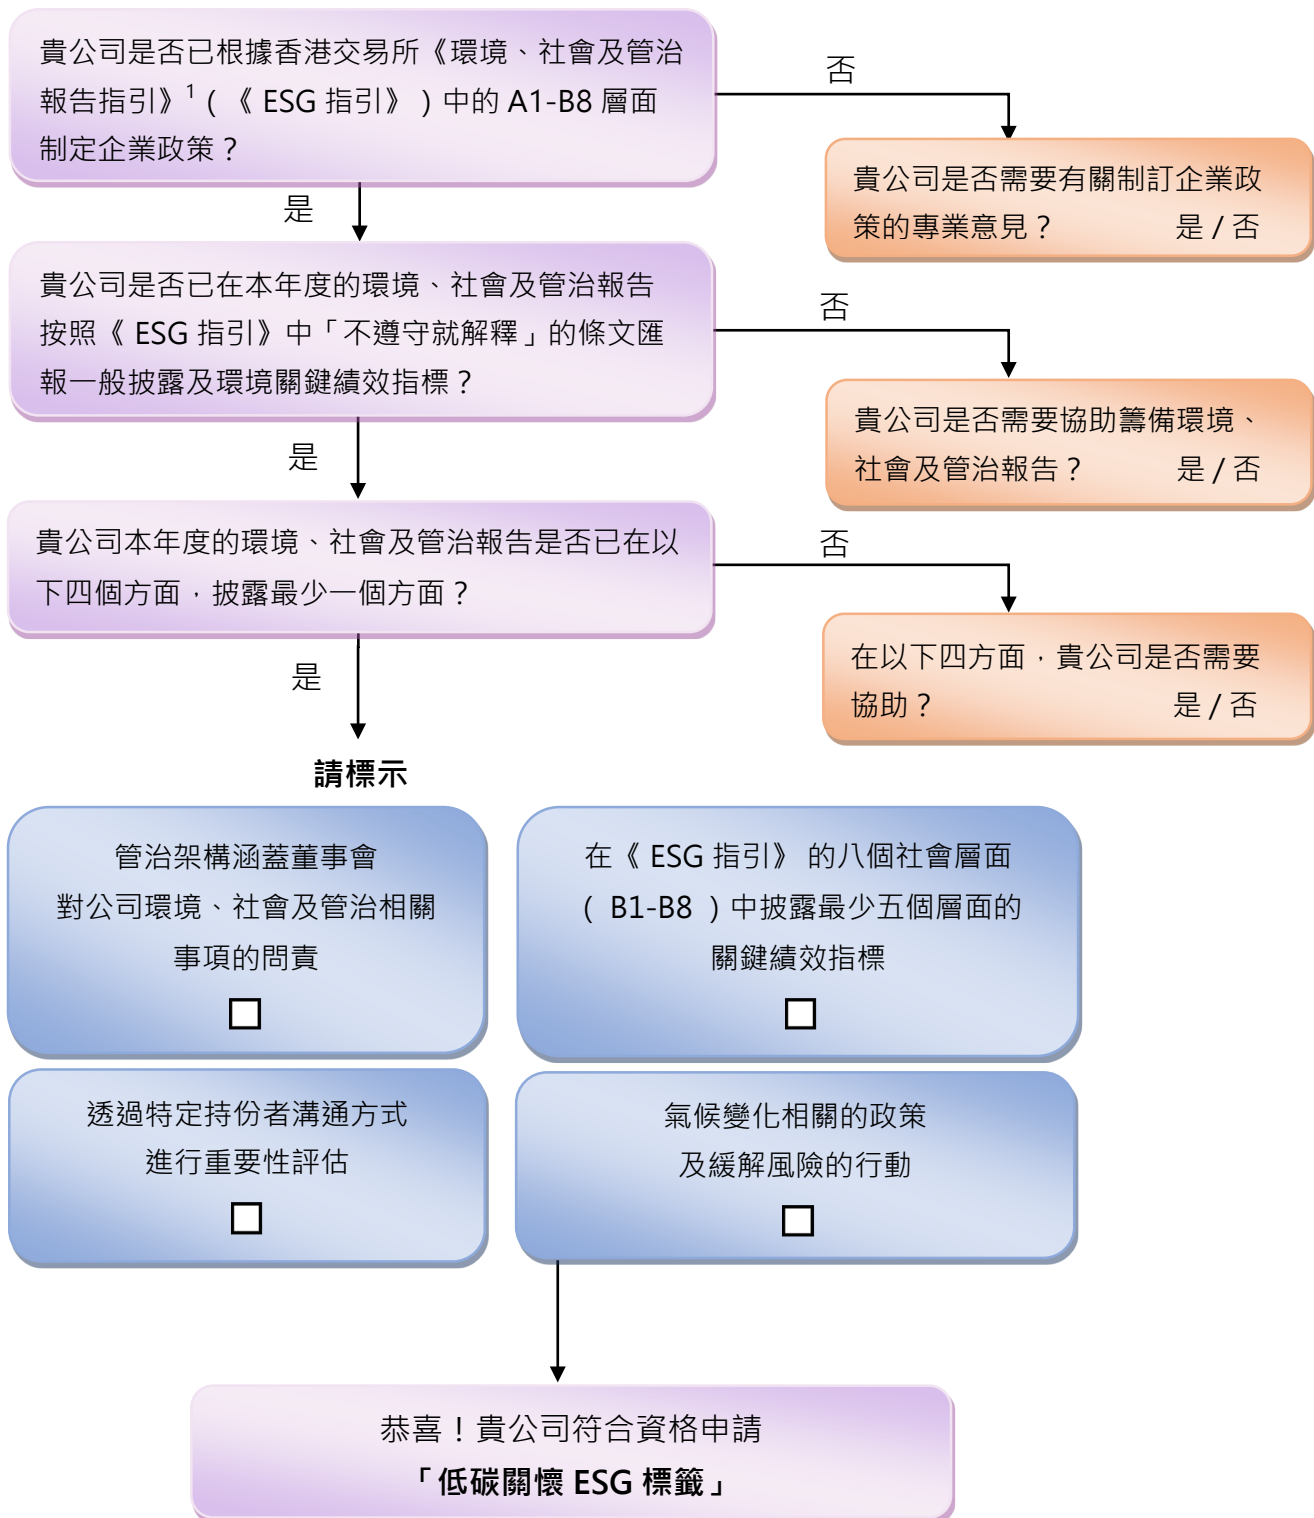 貴公司是否已根據香港交易所《環境、社會及管治
報告指引》1（《 ESG 指引》）中的 A1-B8 層面
制定企業政策？
否
貴公司是否需要有關制訂企業政
策的專業意見？ 是 / 否
是
貴公司是否已在本年度的環境、社會及管治報告
按照《 ESG 指引》中「不遵守就解釋」的條文匯
報一般披露及環境關鍵績效指標？
否
貴公司是否需要協助籌備環境、
社會及管治報告？ 是 / 否
是
貴公司本年度的環境、社會及管治報告是否已在以
下四個方面，披露最少一個方面？
否
在以下四方面，貴公司是否需要
協助？ 是 / 否
是
請標示
管治架構涵蓋董事會
對公司環境、社會及管治相關
事項的問責
在《 ESG 指引》 的八個社會層面
（ B1-B8 ）中披露最少五個層面的
關鍵績效指標
透過特定持份者溝通方式
進行重要性評估
氣候變化相關的政策
及緩解風險的行動
恭喜！貴公司符合資格申請
「低碳關懷 ESG 標籤」